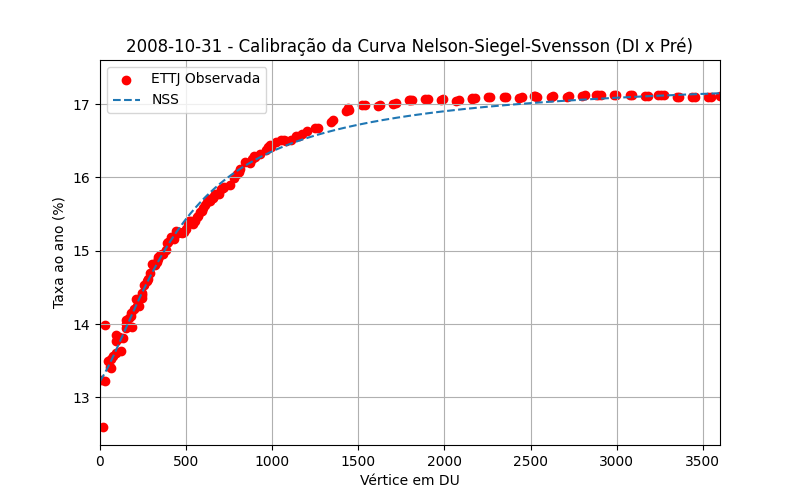 2008-10-31 - Calibração da Curva Nelson-Siegel-Svensson (DI x Pré)
ETTJ Observada
NSS
Taxa ao ano (%)
17
16
15
14
13
0 500 1000 1500 2000 2500 3000 3500
Vértice em DU